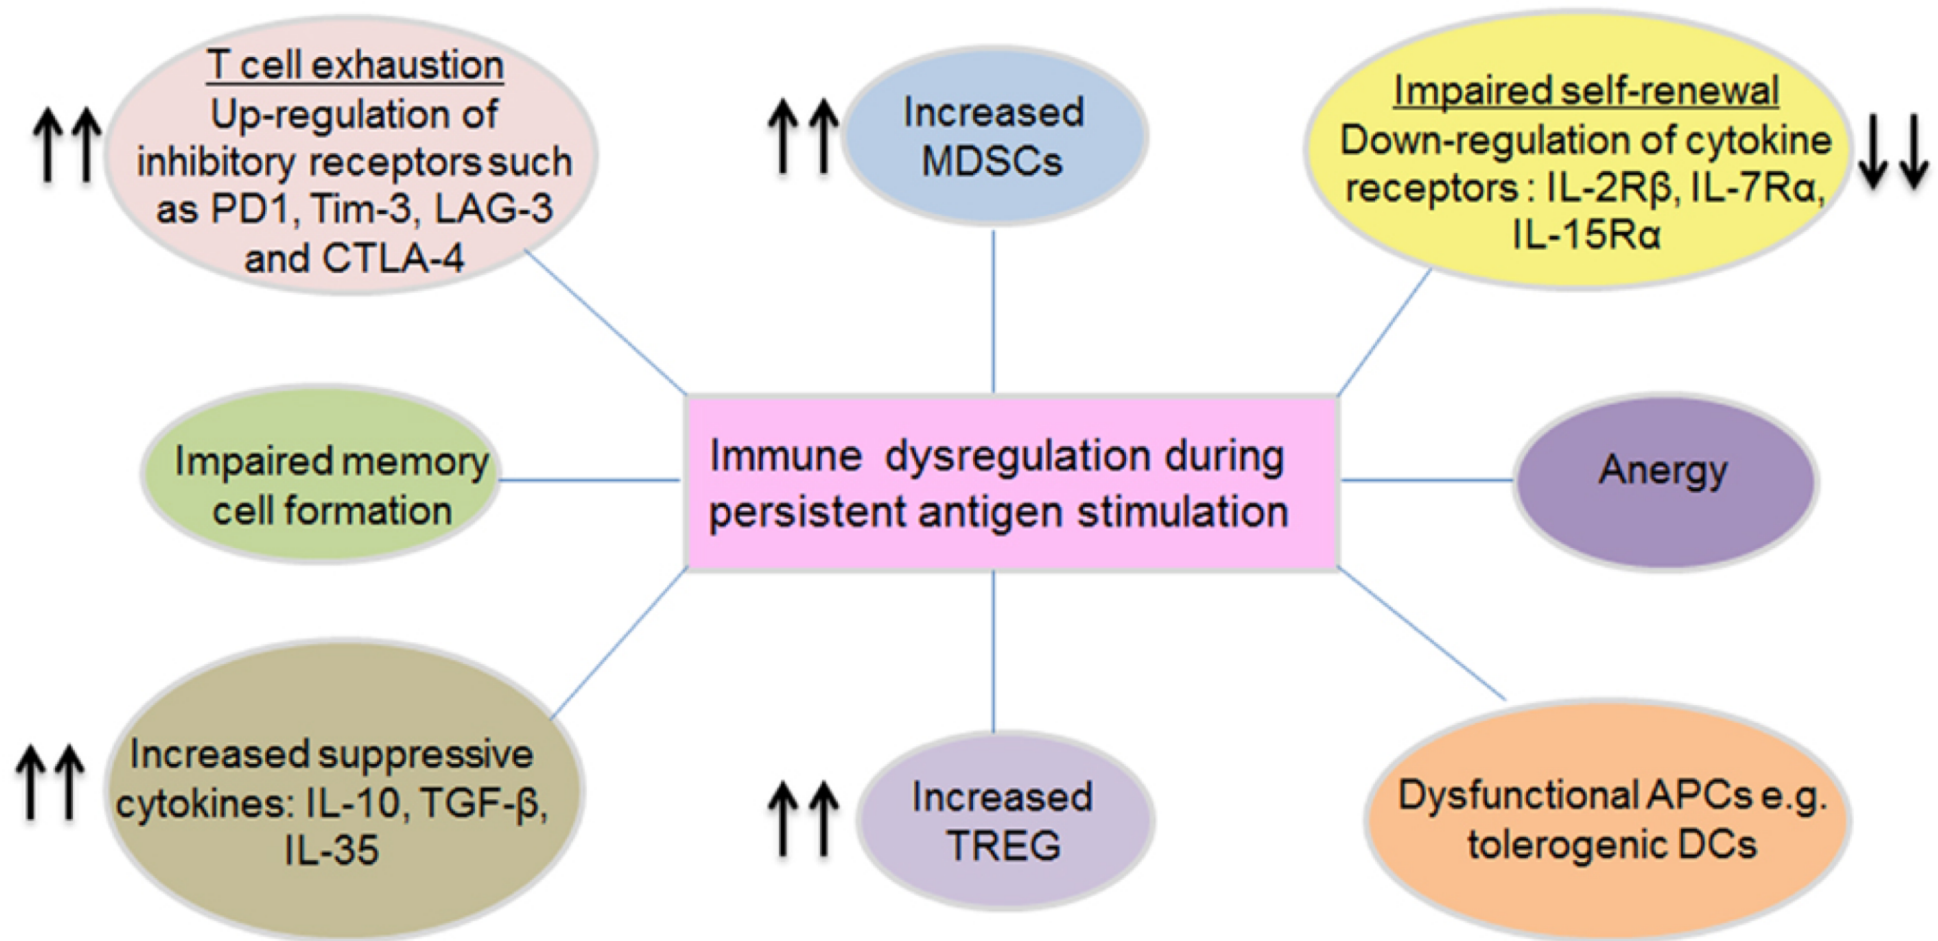 T cell exhaustion
Up-regulation of
inhibitory receptors such
as PD1, Tim-3, LAG-3
and CTLA-4
Increased
MDSCs
Impaired self-renewal
Down-regulation of cytokine
receptors : IL-2Rβ, IL-7Rα,
IL-15Rα
Impaired memory
cell formation
Immune dysregulation during
persistent antigen stimulation
Anergy
Increased suppressive
cytokines: IL-10, TGF-β,
IL-35
Increased
TREG
Dysfunctional APCs e.g.
tolerogenic DCs